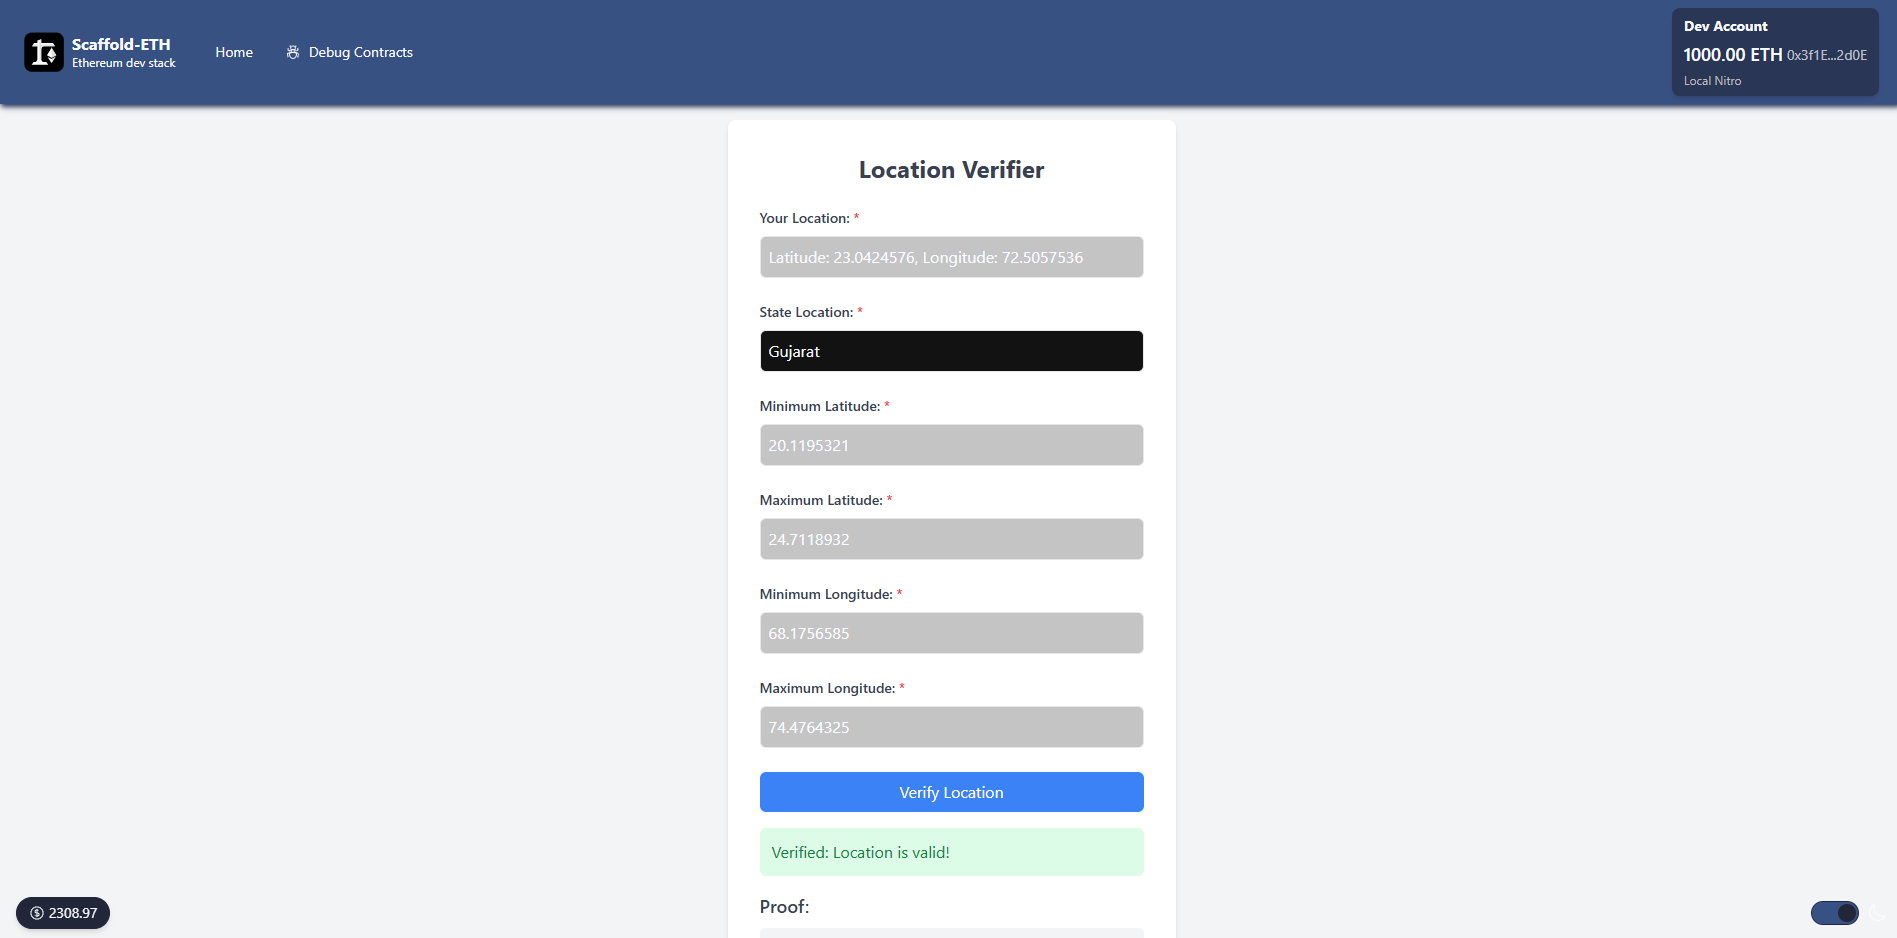 Scaffold-ETH
Ethereum dev stack
Home
Debug Contracts
Dev Account
1000.00 ETH 0x3f1E...2d0E
Local Nitro
Location Verifier
Your Location: *
Latitude: 23.0424576, Longitude: 72.5057536
State Location: *
Gujarat
Minimum Latitude: *
20.1195321
Maximum Latitude: *
24.7118932
Minimum Longitude: *
68.1756585
Maximum Longitude: *
74.4764325
Verify Location
Verified: Location is valid!
Proof:
2308.97